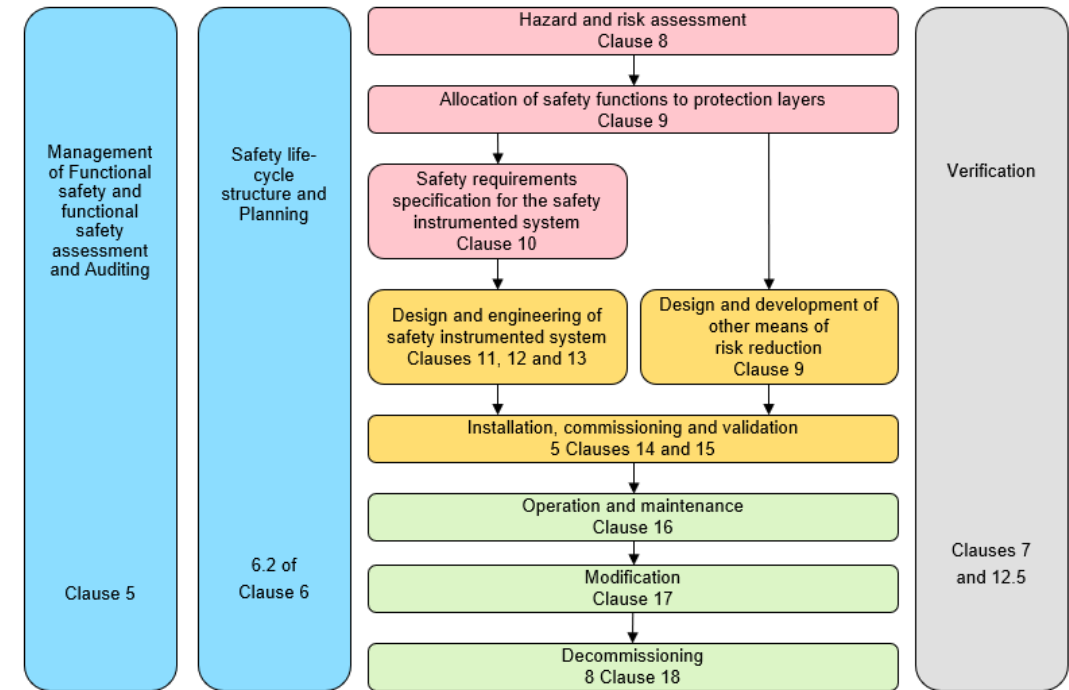 Management
of Functional
safety and
functional
safety
assessment
and Auditing
Clause 5
Safety life-
cycle
structure and
Planning
6.2 of
Clause 6
Hazard and risk assessment
Clause 8
Allocation of safety functions to protection layers
Clause 9
Safety requirements
specification for the safety
instrumented system
Clause 10
Design and engineering of
safety instrumented system
Clauses 11, 12 and 13
Design and development of
other means of
risk reduction
Clause 9
Installation, commissioning and validation
5 Clauses 14 and 15
Operation and maintenance
Clause 16
Modification
Clause 17
Decommissioning
8 Clause 18
Verification
Clauses 7
and 12.5